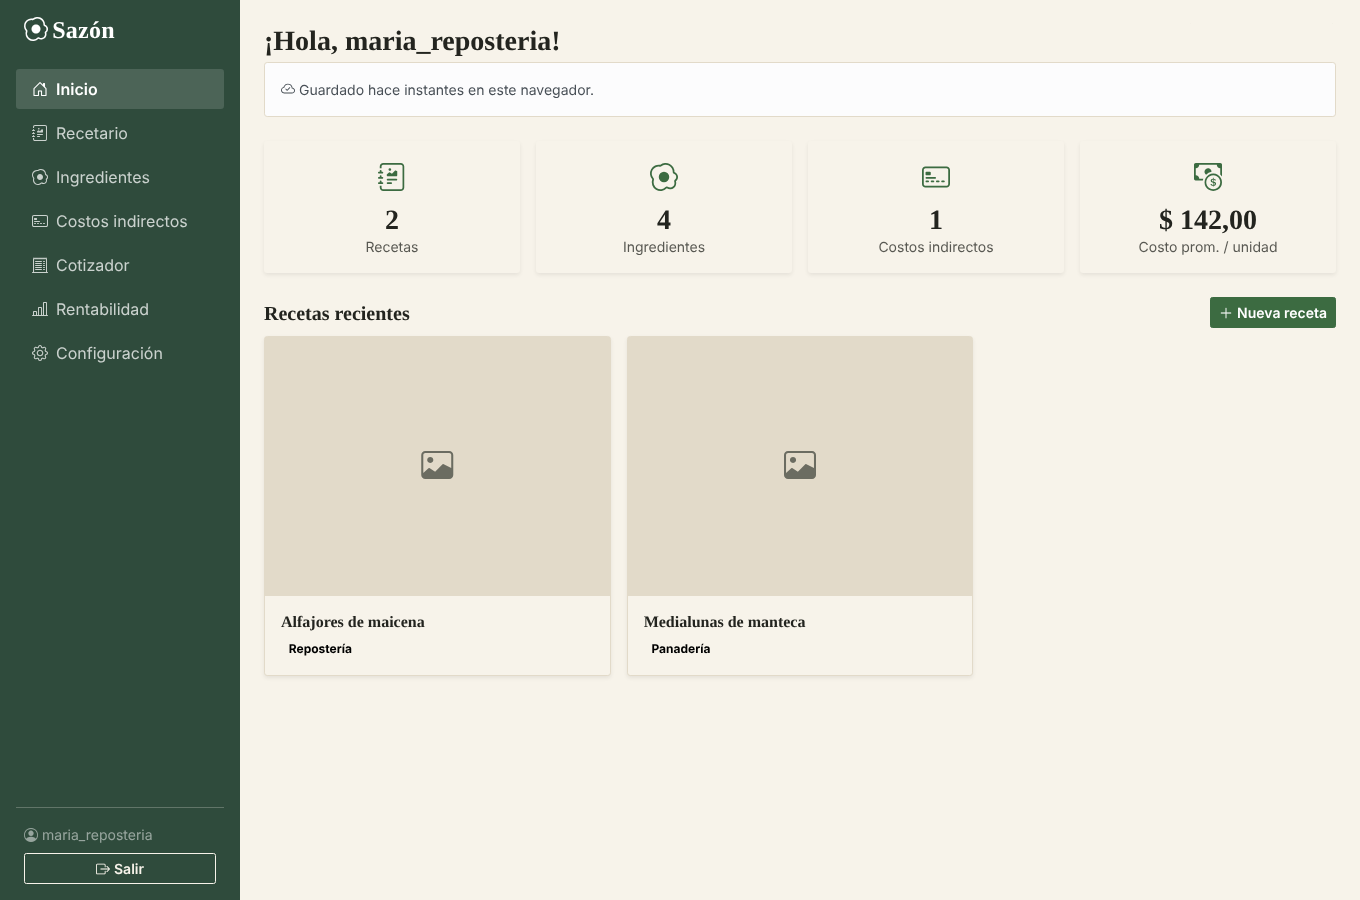 Sazón
Inicio
Recetario
Ingredientes
Costos indirectos
Cotizador
Rentabilidad
Configuración
maria_reposteria
Salir
¡Hola, maria_reposteria!
Guardado hace instantes en este navegador.
2
Recetas
4
Ingredientes
1
Costos indirectos
$ 142,00
Costo prom. / unidad
Recetas recientes
Nueva receta
Alfajores de maicena
Repostería
Medialunas de manteca
Panadería